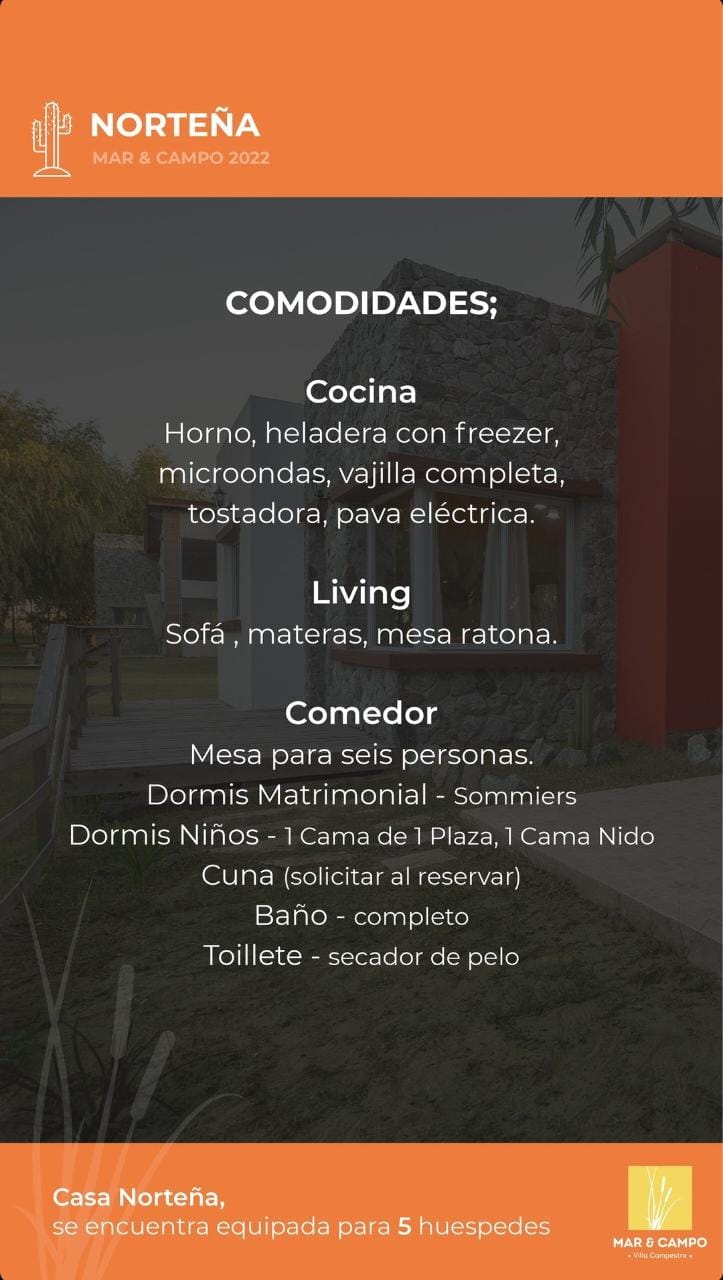 NORTEÑA
MAR & CAMPO 2022
COMODIDADES;
Cocina
Horno, heladera con freezer,
microondas, vajilla completa,
tostadora, pava eléctrica.
Living
Sofá , materas, mesa ratona.
Comedor
Mesa para seis personas.
Dormis Matrimonial - Sommiers
Dormis Niños - 1 Cama de 1 Plaza, 1 Cama Nido
Cuna (solicitar al reservar)
Baño - completo
Toillete - secador de pelo
Casa Norteña,
se encuentra equipada para 5 huespedes
MAR & CAMPO
• Villa Campestre •